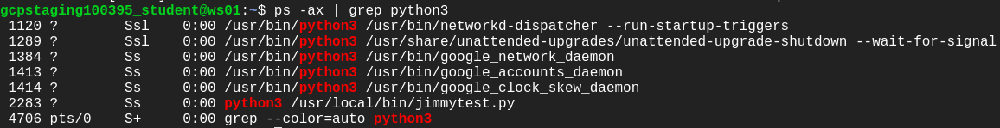 gcpstaging100395_student@ws01:~$ ps -ax | grep python3
1120 ? Ssl 0:00 /usr/bin/python3 /usr/bin/networkd-dispatcher --run-startup-triggers
1289 ? Ssl 0:00 /usr/bin/python3 /usr/share/unattended-upgrades/unattended-upgrade-shutdown --wait-for-signal
1384 ? Ss 0:00 /usr/bin/python3 /usr/bin/google_network_daemon
1413 ? Ss 0:00 /usr/bin/python3 /usr/bin/google_accounts_daemon
1414 ? Ss 0:00 /usr/bin/python3 /usr/bin/google_clock_skew_daemon
2283 ? Ss 0:00 python3 /usr/local/bin/jimmytest.py
4706 pts/0 S+ 0:00 grep --color=auto python3